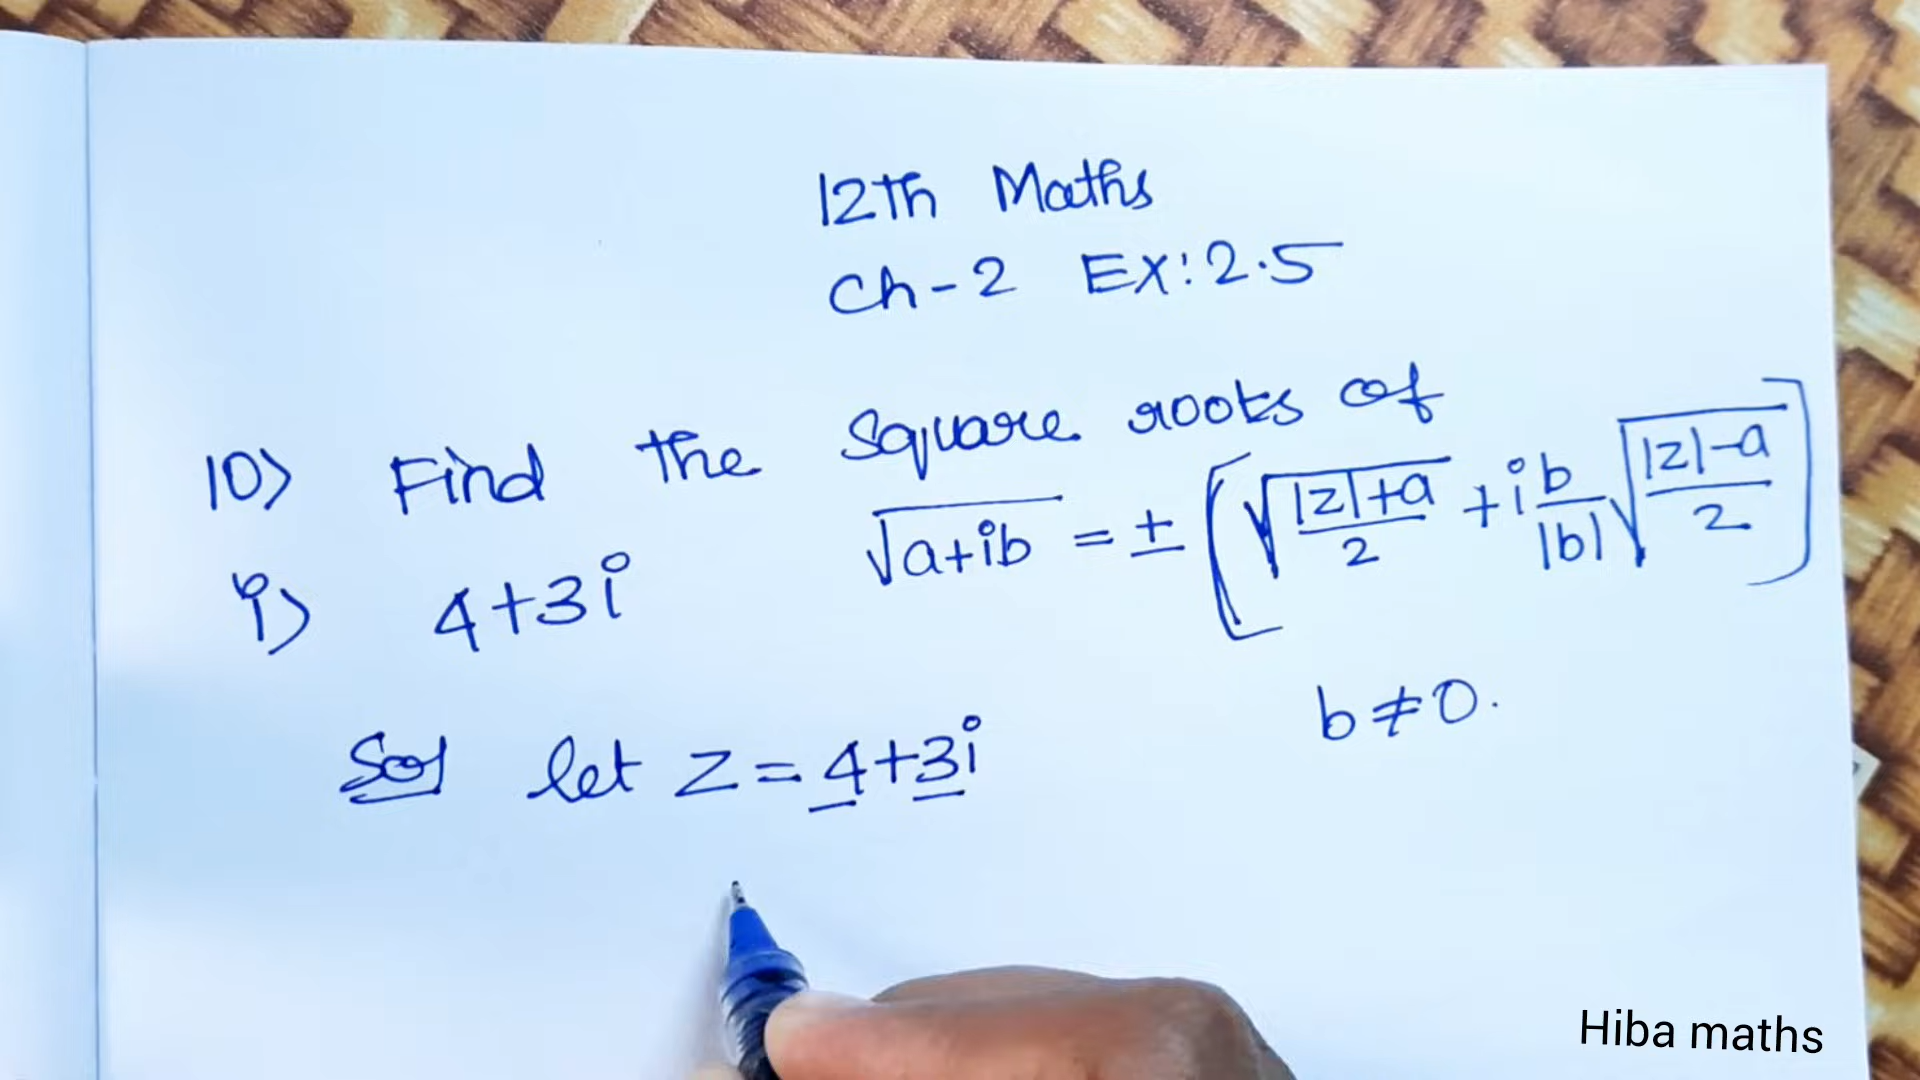 12th Maths
Ch-2 Ex: 2.5
10) Find the Square roots of
i) 4+3i √a+ib = ± [√|z|+a/2 + i b/|b| √|z|-a/2]
b≠0.
Sol let z = 4+3i
Hiba maths